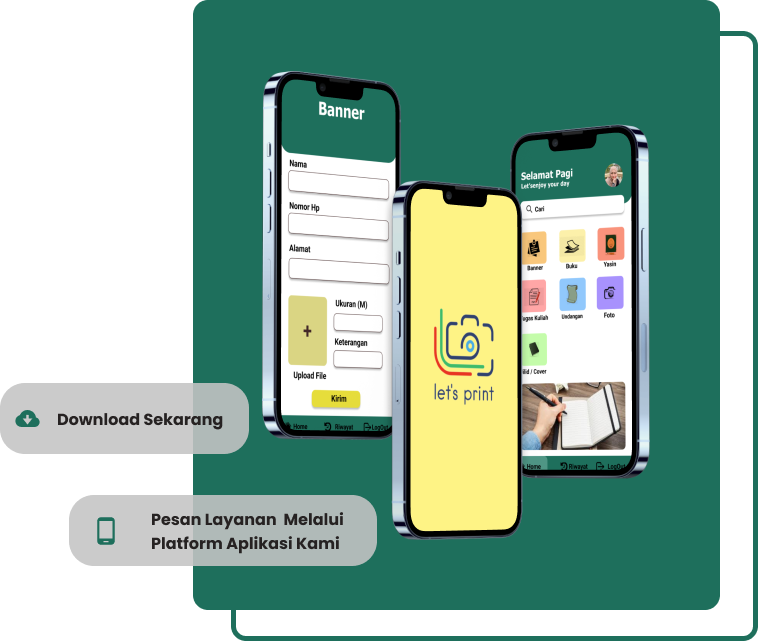 Banner
Nama
Nomor Hp
Alamat
Ukuran (M)
+
Keterangan
Upload File
Kirim
Home
Riwayat
LogOut
let's print
Selamat Pagi
Let'senjoy your day
Cari
Banner
Buku
Yasin
ugan Kuliah
Undangan
Foto
ilid / Cover
Home
Riwayat
LogOut
Download Sekarang
Pesan Layanan Melalui
Platform Aplikasi Kami